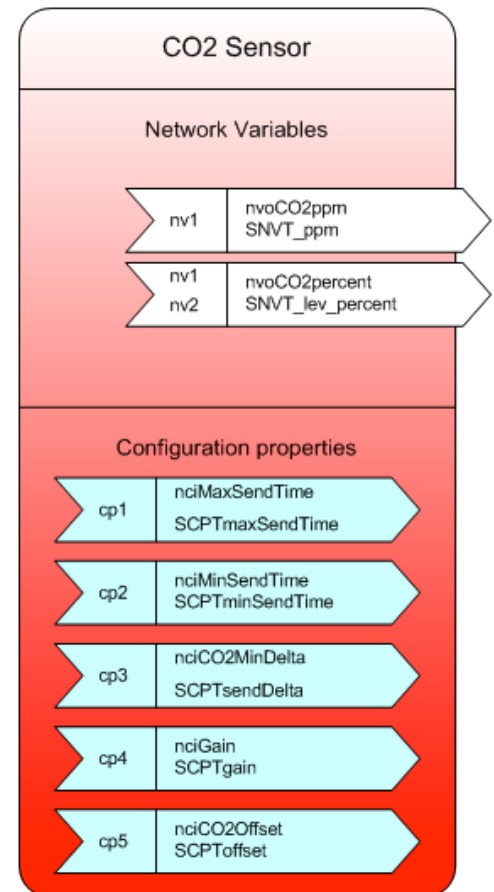 CO2 Sensor
Network Variables
nv1
nvoCO2ppm
SNVT_ppm
nv1
nv2
nvoCO2percent
SNVT_lev_percent
Configuration properties
cp1
nciMaxSendTime
SCPTmaxSendTime
cp2
nciMinSendTime
SCPTminSendTime
cp3
nciCO2MinDelta
SCPTsendDelta
cp4
nciGain
SCPTgain
cp5
nciCO2Offset
SCPToffset